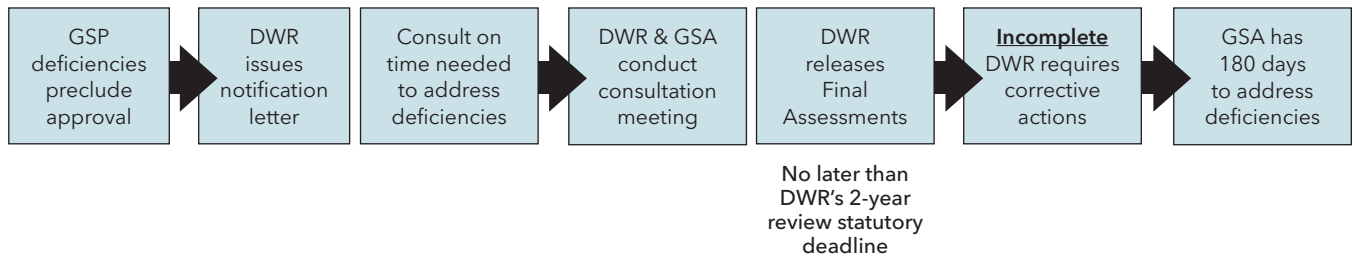 GSP
deficiencies
preclude
approval
DWR
issues
notification
letter
Consult on
time needed
to address
deficiencies
DWR & GSA
conduct
consultation
meeting
DWR
releases
Final
Assessments
Incomplete
DWR requires
corrective
actions
GSA has
180 days
to address
deficiencies
No later than
DWR’s 2-year
review statutory
deadline